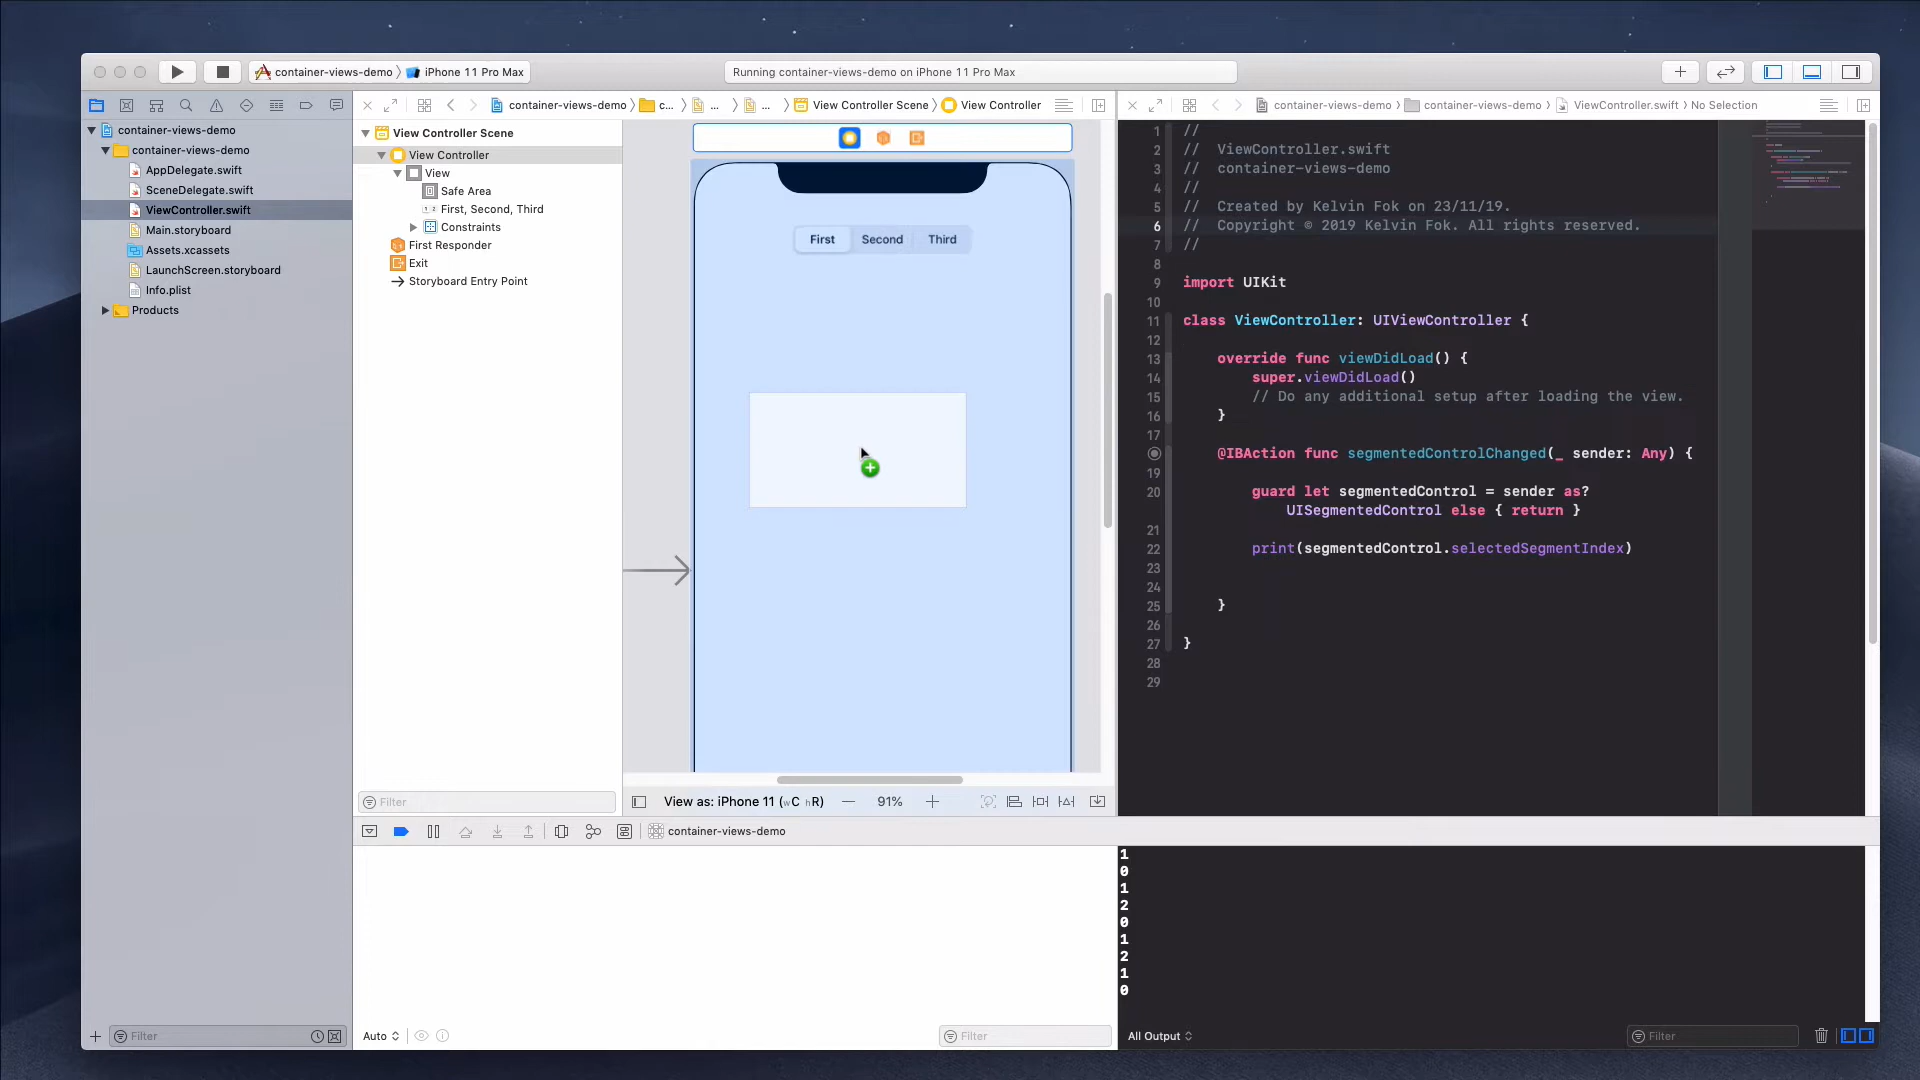 container-views-demo
iPhone 11 Pro Max
Running container-views-demo on iPhone 11 Pro Max
container-views-demo
c...
...
...
View Controller Scene
View Controller
container-views-demo
container-views-demo
ViewController.swift
No Selection
container-views-demo
container-views-demo
AppDelegate.swift
SceneDelegate.swift
ViewController.swift
Main.storyboard
Assets.xcassets
LaunchScreen.storyboard
Info.plist
Products
Filter
View Controller Scene
View Controller
View
Safe Area
First, Second, Third
Constraints
First Responder
Exit
Storyboard Entry Point
Filter
First
Second
Third
View as: iPhone 11 (wC hR)
91%
1 //
2 //  ViewController.swift
3 //  container-views-demo
4 //
5 //  Created by Kelvin Fok on 23/11/19.
6 //  Copyright © 2019 Kelvin Fok. All rights reserved.
7 //
8
9 import UIKit
10
11 class ViewController: UIViewController {
12
13 override func viewDidLoad() {
14 super.viewDidLoad()
15 // Do any additional setup after loading the view.
16 }
17
@IBAction func segmentedControlChanged(_ sender: Any) {
19
20 guard let segmentedControl = sender as?
UISegmentedControl else { return }
21
22 print(segmentedControl.selectedSegmentIndex)
23
24
25 }
26
27 }
28
29
container-views-demo
Auto
Filter
1
0
1
2
0
1
2
1
0
All Output
Filter